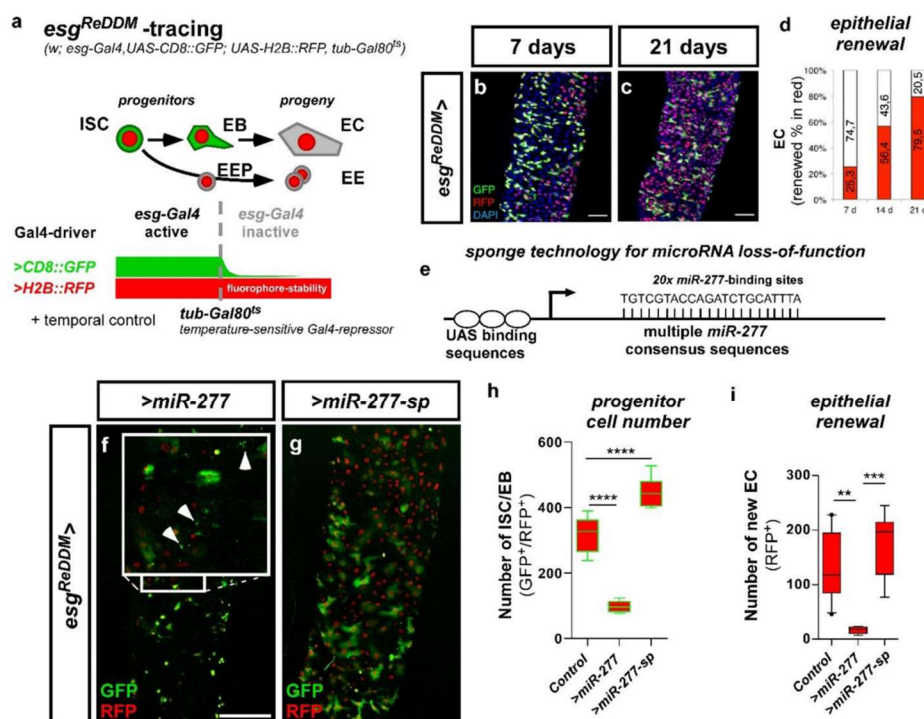 a
esgReDDM -tracing
(w; esg-Gal4,UAS-CD8::GFP; UAS-H2B::RFP, tub-Gal80ts)
progenitors
progeny
ISC
EB
EC
EEP
EE
Gal4-driver
esg-Gal4
active
esg-Gal4
inactive
>CD8::GFP
>H2B::RFP
fluorophore-stability
+ temporal control
tub-Gal80ts
temperature-sensitive Gal4-repressor
7 days
21 days
esgReDDM>
b
GFP
RFP
DAPI
c
d
epithelial
renewal
EC
(renewed % in red)
100%
80%
60%
40%
20%
0%
74,7
25,3
43,6
56,4
20,5
79,5
7 d
14 d
21 d
sponge technology for microRNA loss-of-function
e
20x miR-277-binding sites
TGTCGTACCAGATCTGCATTTA
UAS binding
sequences
multiple miR-277
consensus sequences
>miR-277
>miR-277-sp
esgReDDM>
f
GFP
RFP
g
GFP
RFP
h
progenitor
cell number
Number of ISC/EB
(GFP+/RFP+)
600
400
200
0
****
****
Control
>miR-277
>miR-277-sp
i
epithelial
renewal
Number of new EC
(RFP+)
300
200
100
0
**
***
Control
>miR-277
>miR-277-sp